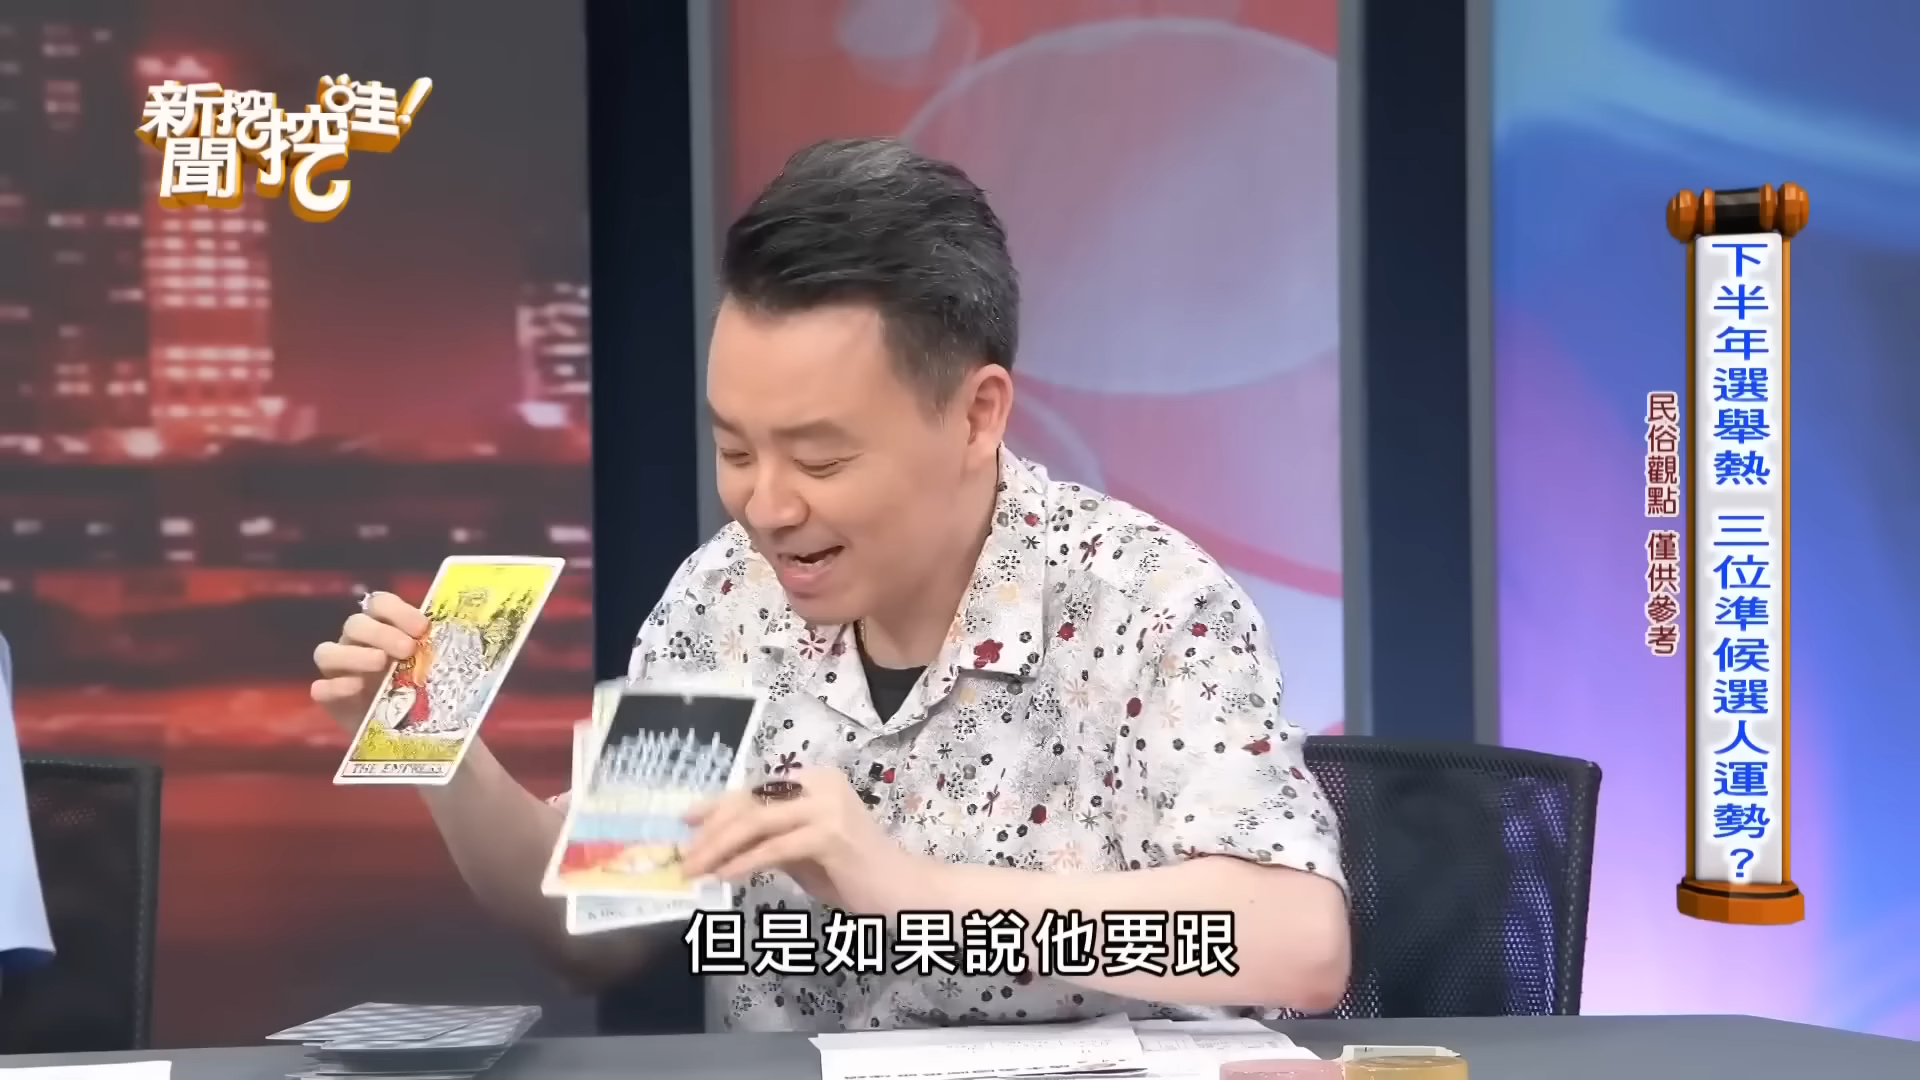 新聞挖挖哇!
下半年選舉熱 三位準候選人運勢?
民俗觀點 僅供參考
THE EMPRESS
但是如果說他要跟